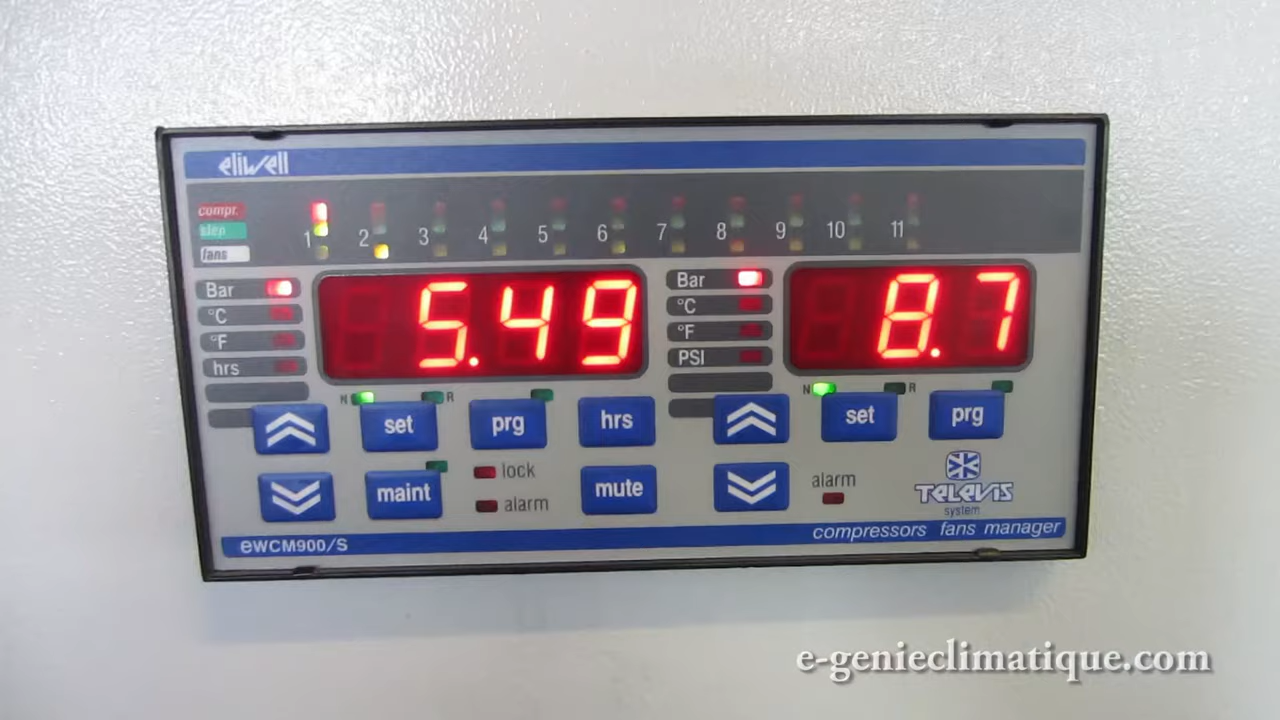 eliwell
compr.
step
fans
1 2 3 4 5 6 7 8 9 10 11
Bar
°C
°F
hrs
5.49
Bar
°C
°F
PSI
8.7
N R
set
prg
hrs
maint
lock
alarm
mute
N R
set
prg
alarm
TELEVIS
system
compressors fans manager
eWCM900/S
e-genieclimatique.com